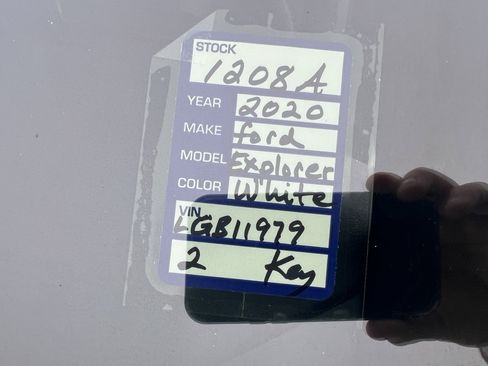 STOCK
1208A
YEAR 2020
MAKE ford
MODEL Explorer
COLOR White
VIN
LGB11979
2 Key